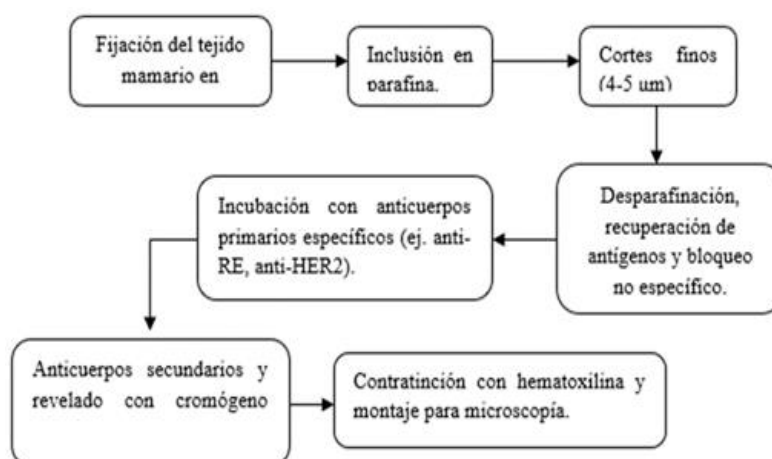 Fijación del tejido
mamario en
Inclusión en
parafina.
Cortes finos
(4-5 um)
Desparafinación,
recuperación de
antígenos y bloqueo
no específico.
Incubación con anticuerpos
primarios específicos (ej. anti-
RE, anti-HER2).
Anticuerpos secundarios y
revelado con cromógeno
Contratinción con hematoxilina y
montaje para microscopía.